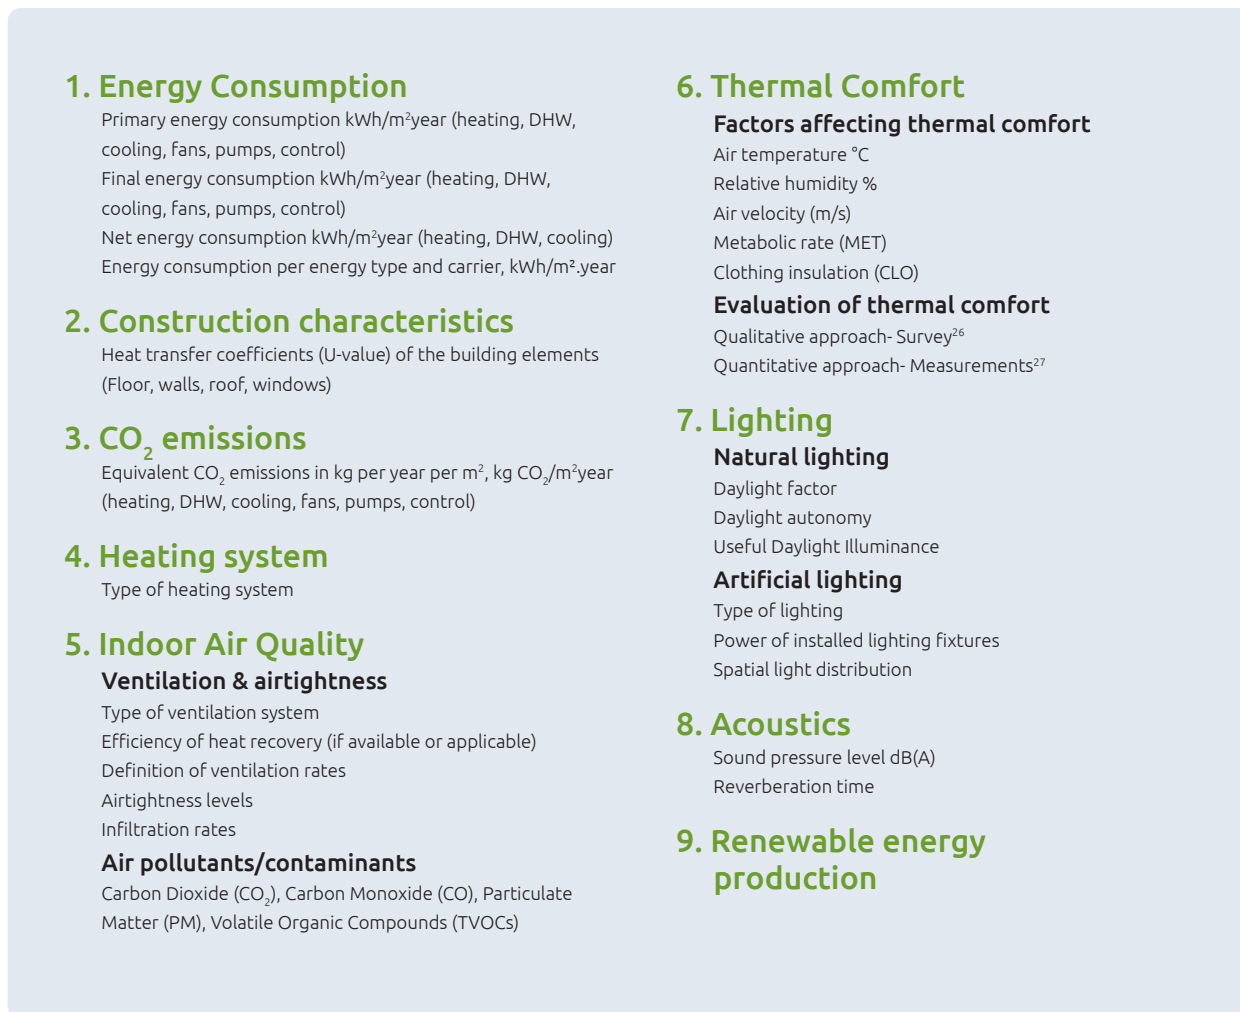 1. Energy Consumption
Primary energy consumption kWh/m²year (heating, DHW,
cooling, fans, pumps, control)
Final energy consumption kWh/m²year (heating, DHW,
cooling, fans, pumps, control)
Net energy consumption kWh/m²year (heating, DHW, cooling)
Energy consumption per energy type and carrier, kWh/m².year
2. Construction characteristics
Heat transfer coefficients (U-value) of the building elements
(Floor, walls, roof, windows)
3. CO₂ emissions
Equivalent CO₂ emissions in kg per year per m², kg CO₂/m²year
(heating, DHW, cooling, fans, pumps, control)
4. Heating system
Type of heating system
5. Indoor Air Quality
Ventilation & airtightness
Type of ventilation system
Efficiency of heat recovery (if available or applicable)
Definition of ventilation rates
Airtightness levels
Infiltration rates
Air pollutants/contaminants
Carbon Dioxide (CO₂), Carbon Monoxide (CO), Particulate
Matter (PM), Volatile Organic Compounds (TVOCs)
6. Thermal Comfort
Factors affecting thermal comfort
Air temperature °C
Relative humidity %
Air velocity (m/s)
Metabolic rate (MET)
Clothing insulation (CLO)
Evaluation of thermal comfort
Qualitative approach- Survey²⁶
Quantitative approach- Measurements²⁷
7. Lighting
Natural lighting
Daylight factor
Daylight autonomy
Useful Daylight Illuminance
Artificial lighting
Type of lighting
Power of installed lighting fixtures
Spatial light distribution
8. Acoustics
Sound pressure level dB(A)
Reverberation time
9. Renewable energy
production